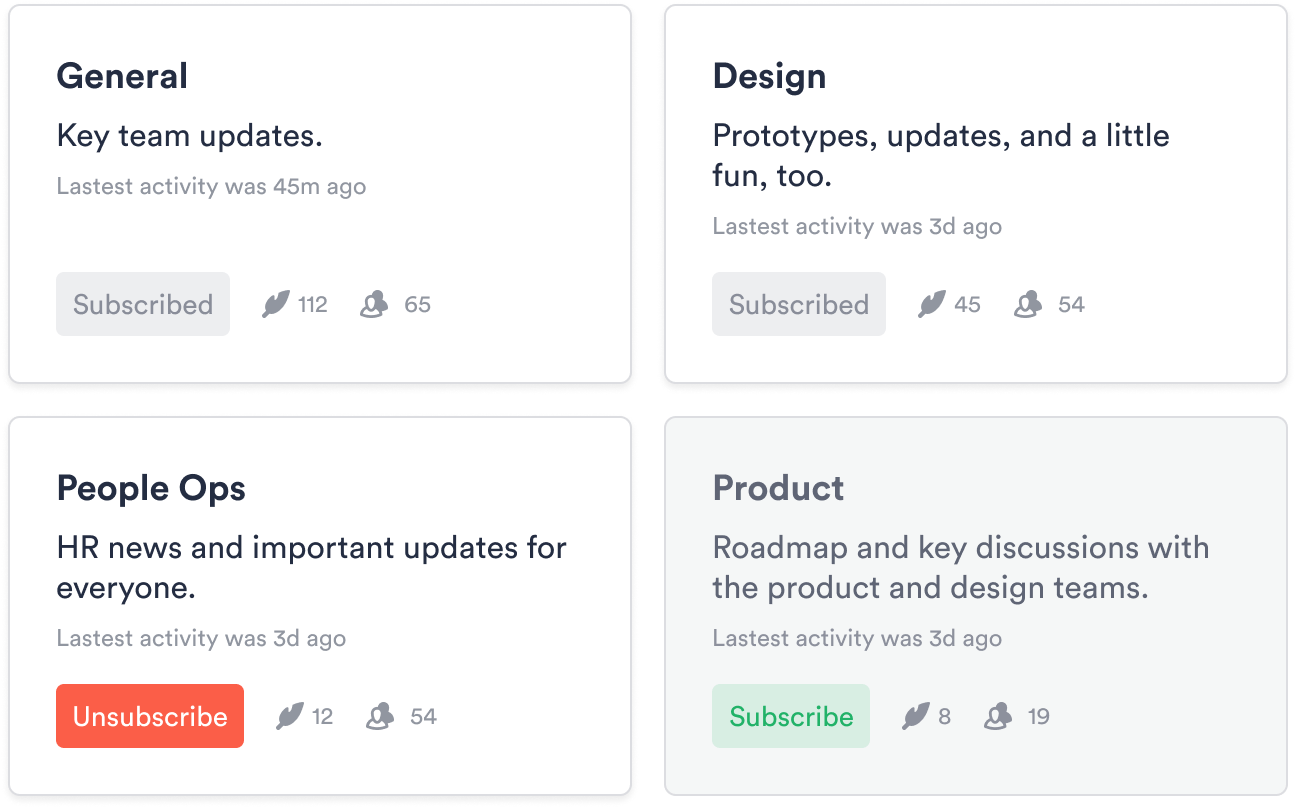 General
Key team updates.
Lastest activity was 45m ago
Subscribed 112 65
Design
Prototypes, updates, and a little
fun, too.
Lastest activity was 3d ago
Subscribed 45 54
People Ops
HR news and important updates for
everyone.
Lastest activity was 3d ago
Unsubscribe 12 54
Product
Roadmap and key discussions with
the product and design teams.
Lastest activity was 3d ago
Subscribe 8 19